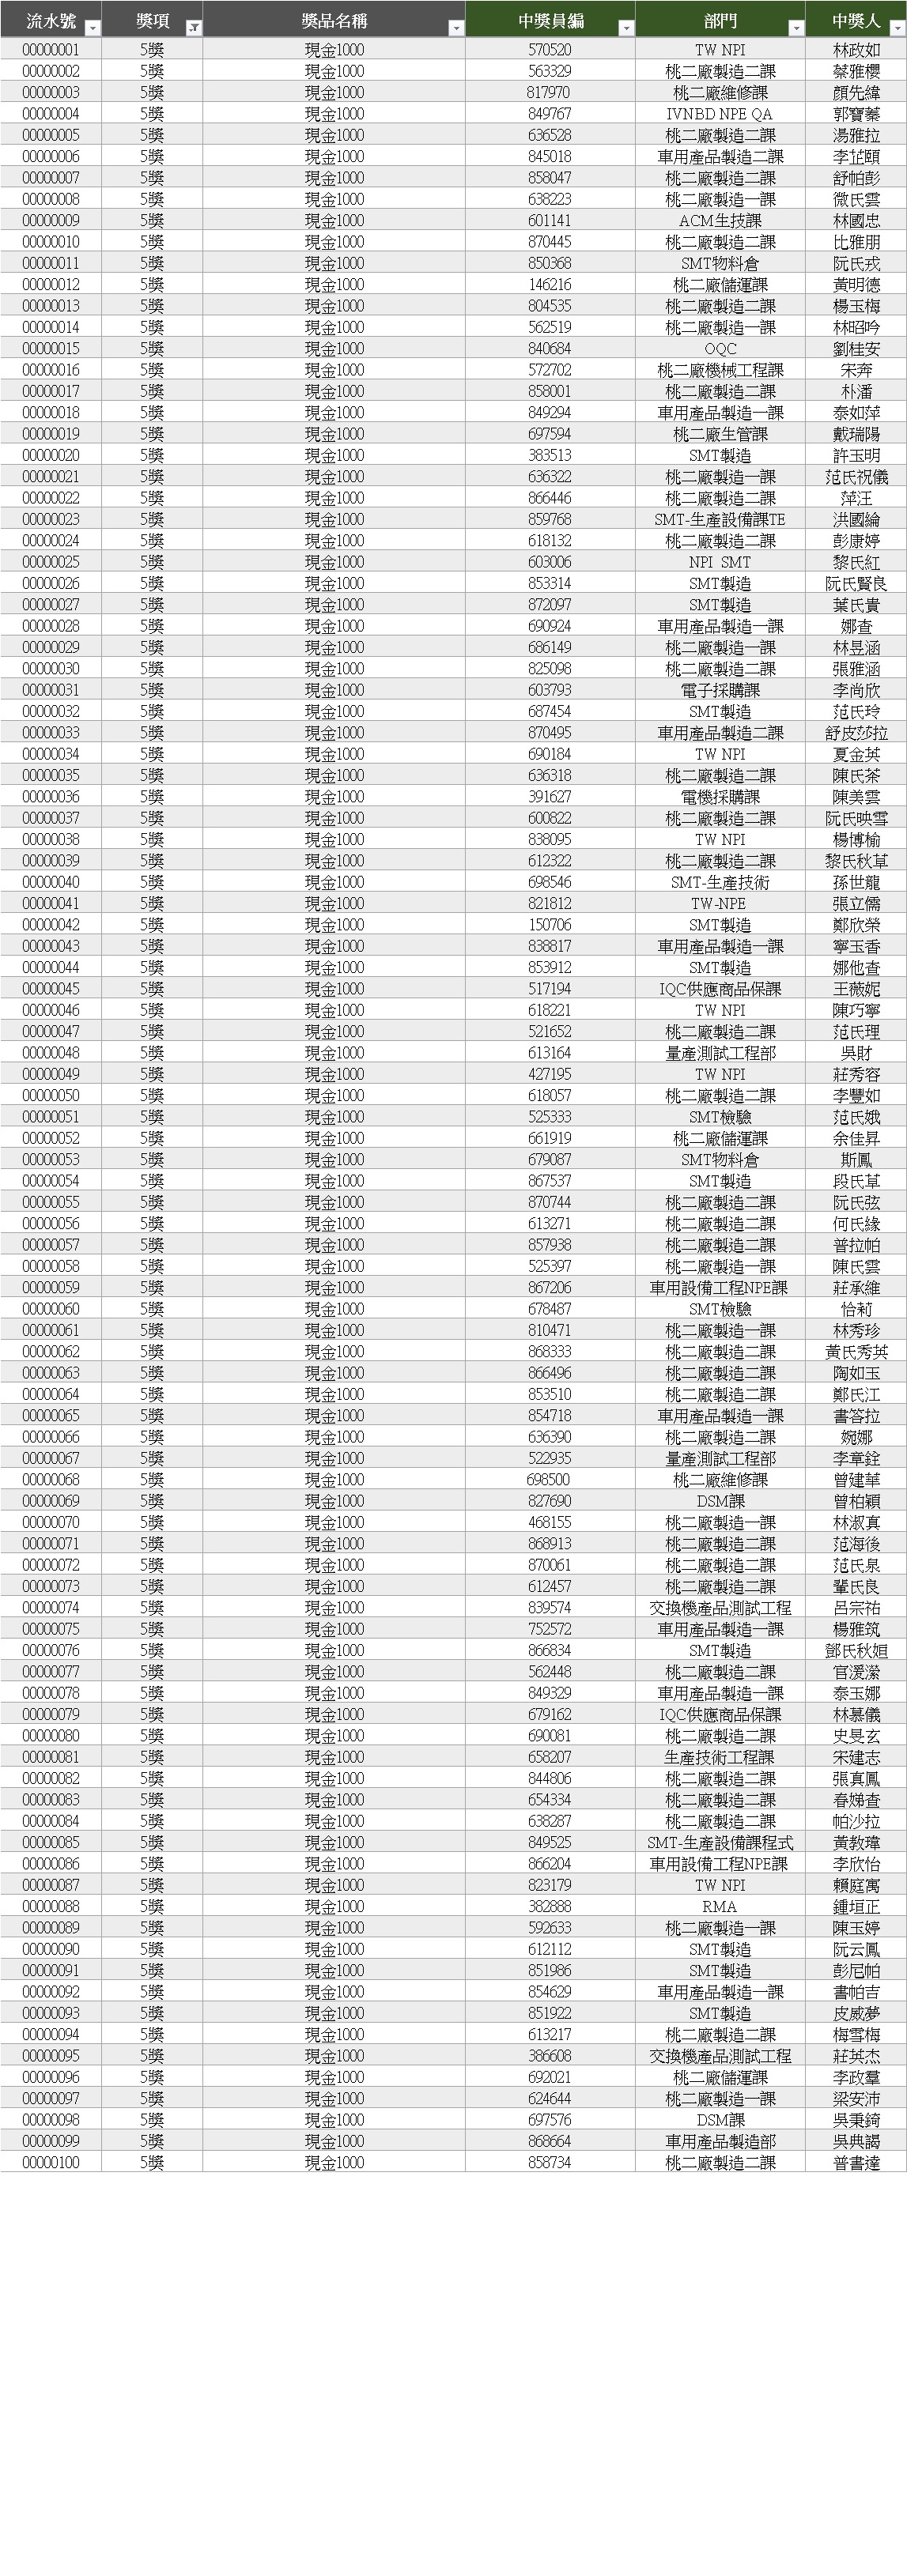 流水號 獎項 獎品名稱 中獎員編 部門 中獎人
00000001 5獎 現金1000 570520 TW NPI 林政如
00000002 5獎 現金1000 563329 桃二廠製造二課 蔡雅櫻
00000003 5獎 現金1000 817970 桃二廠維修課 顏先緯
00000004 5獎 現金1000 849767 IVNBD NPE QA 郭寶蓁
00000005 5獎 現金1000 636528 桃二廠製造二課 湯雅拉
00000006 5獎 現金1000 845018 車用產品製造二課 李芷頤
00000007 5獎 現金1000 858047 桃二廠製造二課 舒帕彭
00000008 5獎 現金1000 638223 桃二廠製造一課 微氏雲
00000009 5獎 現金1000 601141 ACM生技課 林國忠
00000010 5獎 現金1000 870445 桃二廠製造二課 比雅朋
00000011 5獎 現金1000 850368 SMT物料倉 阮氏戎
00000012 5獎 現金1000 146216 桃二廠儲運課 黃明德
00000013 5獎 現金1000 804535 桃二廠製造二課 楊玉梅
00000014 5獎 現金1000 562519 桃二廠製造一課 林昭吟
00000015 5獎 現金1000 840684 OQC 劉桂安
00000016 5獎 現金1000 572702 桃二廠機械工程課 宋奔
00000017 5獎 現金1000 858001 桃二廠製造二課 朴潘
00000018 5獎 現金1000 849294 車用產品製造一課 泰如萍
00000019 5獎 現金1000 697594 桃二廠生管課 戴瑞陽
00000020 5獎 現金1000 383513 SMT製造 許玉明
00000021 5獎 現金1000 636322 桃二廠製造一課 范氏祝儀
00000022 5獎 現金1000 866446 桃二廠製造二課 萍汪
00000023 5獎 現金1000 859768 SMT-生產設備課TE 洪國綸
00000024 5獎 現金1000 618132 桃二廠製造二課 彭康婷
00000025 5獎 現金1000 603006 NPI SMT 黎氏紅
00000026 5獎 現金1000 853314 SMT製造 阮氏賢良
00000027 5獎 現金1000 872097 SMT製造 葉氏貴
00000028 5獎 現金1000 690924 車用產品製造一課 娜查
00000029 5獎 現金1000 686149 桃二廠製造一課 林昱涵
00000030 5獎 現金1000 825098 桃二廠製造二課 張雅涵
00000031 5獎 現金1000 603793 電子採購課 李尚欣
00000032 5獎 現金1000 687454 SMT製造 范氏玲
00000033 5獎 現金1000 870495 車用產品製造二課 舒皮莎拉
00000034 5獎 現金1000 690184 TW NPI 夏金英
00000035 5獎 現金1000 636318 桃二廠製造二課 陳氏茶
00000036 5獎 現金1000 391627 電機採購課 陳美雲
00000037 5獎 現金1000 600822 桃二廠製造二課 阮氏映雪
00000038 5獎 現金1000 838095 TW NPI 楊博榆
00000039 5獎 現金1000 612322 桃二廠製造二課 黎氏秋草
00000040 5獎 現金1000 698546 SMT-生產技術 孫世龍
00000041 5獎 現金1000 821812 TW-NPE 張立儒
00000042 5獎 現金1000 150706 SMT製造 鄭欣榮
00000043 5獎 現金1000 838817 車用產品製造一課 寧玉香
00000044 5獎 現金1000 853912 SMT製造 娜他查
00000045 5獎 現金1000 517194 IQC供應商品保課 王薇妮
00000046 5獎 現金1000 618221 TW NPI 陳巧寧
00000047 5獎 現金1000 521652 桃二廠製造二課 范氏理
00000048 5獎 現金1000 613164 量產測試工程部 吳財
00000049 5獎 現金1000 427195 TW NPI 莊秀容
00000050 5獎 現金1000 618057 桃二廠製造二課 李豐如
00000051 5獎 現金1000 525333 SMT檢驗 范氏娥
00000052 5獎 現金1000 661919 桃二廠儲運課 余佳昇
00000053 5獎 現金1000 679087 SMT物料倉 斯鳳
00000054 5獎 現金1000 867537 SMT製造 段氏草
00000055 5獎 現金1000 870744 桃二廠製造二課 阮氏弦
00000056 5獎 現金1000 613271 桃二廠製造二課 何氏緣
00000057 5獎 現金1000 857938 桃二廠製造二課 普拉帕
00000058 5獎 現金1000 525397 桃二廠製造一課 陳氏雲
00000059 5獎 現金1000 867206 車用設備工程NPE課 莊承維
00000060 5獎 現金1000 678487 SMT檢驗 恰莉
00000061 5獎 現金1000 810471 桃二廠製造一課 林秀珍
00000062 5獎 現金1000 868333 桃二廠製造二課 黃氏秀英
00000063 5獎 現金1000 866496 桃二廠製造二課 陶如玉
00000064 5獎 現金1000 853510 桃二廠製造二課 鄭氏江
00000065 5獎 現金1000 854718 車用產品製造一課 書答拉
00000066 5獎 現金1000 636390 桃二廠製造二課 婉娜
00000067 5獎 現金1000 522935 量產測試工程部 李章銓
00000068 5獎 現金1000 698500 桃二廠維修課 曾建華
00000069 5獎 現金1000 827690 DSM課 曾柏穎
00000070 5獎 現金1000 468155 桃二廠製造一課 林淑真
00000071 5獎 現金1000 868913 桃二廠製造二課 范海後
00000072 5獎 現金1000 870061 桃二廠製造二課 范氏泉
00000073 5獎 現金1000 612457 桃二廠製造二課 輩氏良
00000074 5獎 現金1000 839574 交換機產品測試工程 呂宗祐
00000075 5獎 現金1000 752572 車用產品製造一課 楊雅筑
00000076 5獎 現金1000 866834 SMT製造 鄧氏秋姮
00000077 5獎 現金1000 562448 桃二廠製造二課 官湲瀠
00000078 5獎 現金1000 849329 車用產品製造一課 泰玉娜
00000079 5獎 現金1000 679162 IQC供應商品保課 林慕儀
00000080 5獎 現金1000 690081 桃二廠製造二課 史旻玄
00000081 5獎 現金1000 658207 生產技術工程課 宋建志
00000082 5獎 現金1000 844806 桃二廠製造二課 張真鳳
00000083 5獎 現金1000 654334 桃二廠製造二課 春娣查
00000084 5獎 現金1000 638287 桃二廠製造二課 帕沙拉
00000085 5獎 現金1000 849525 SMT-生產設備課程式 黃教瑋
00000086 5獎 現金1000 866204 車用設備工程NPE課 李欣怡
00000087 5獎 現金1000 823179 TW NPI 賴庭寓
00000088 5獎 現金1000 382888 RMA 鍾垣正
00000089 5獎 現金1000 592633 桃二廠製造一課 陳玉婷
00000090 5獎 現金1000 612112 SMT製造 阮云鳳
00000091 5獎 現金1000 851986 SMT製造 彭尼帕
00000092 5獎 現金1000 854629 車用產品製造一課 書帕吉
00000093 5獎 現金1000 851922 SMT製造 皮威夢
00000094 5獎 現金1000 613217 桃二廠製造二課 梅雪梅
00000095 5獎 現金1000 386608 交換機產品測試工程 莊英杰
00000096 5獎 現金1000 692021 桃二廠儲運課 李政羣
00000097 5獎 現金1000 624644 桃二廠製造一課 梁安沛
00000098 5獎 現金1000 697576 DSM課 吳秉錡
00000099 5獎 現金1000 868664 車用產品製造部 吳典謁
00000100 5獎 現金1000 858734 桃二廠製造二課 普書達